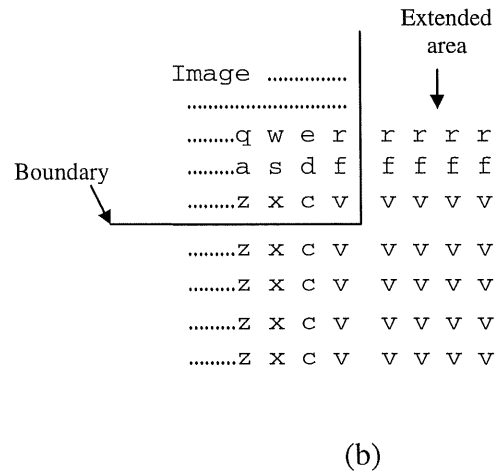 Extended
area
Image ...............
........................
.........q w e r r r r r
.........a s d f f f f f
Boundary
.........z x c v v v v v
.........z x c v v v v v
.........z x c v v v v v
.........z x c v v v v v
.........z x c v v v v v
(b)